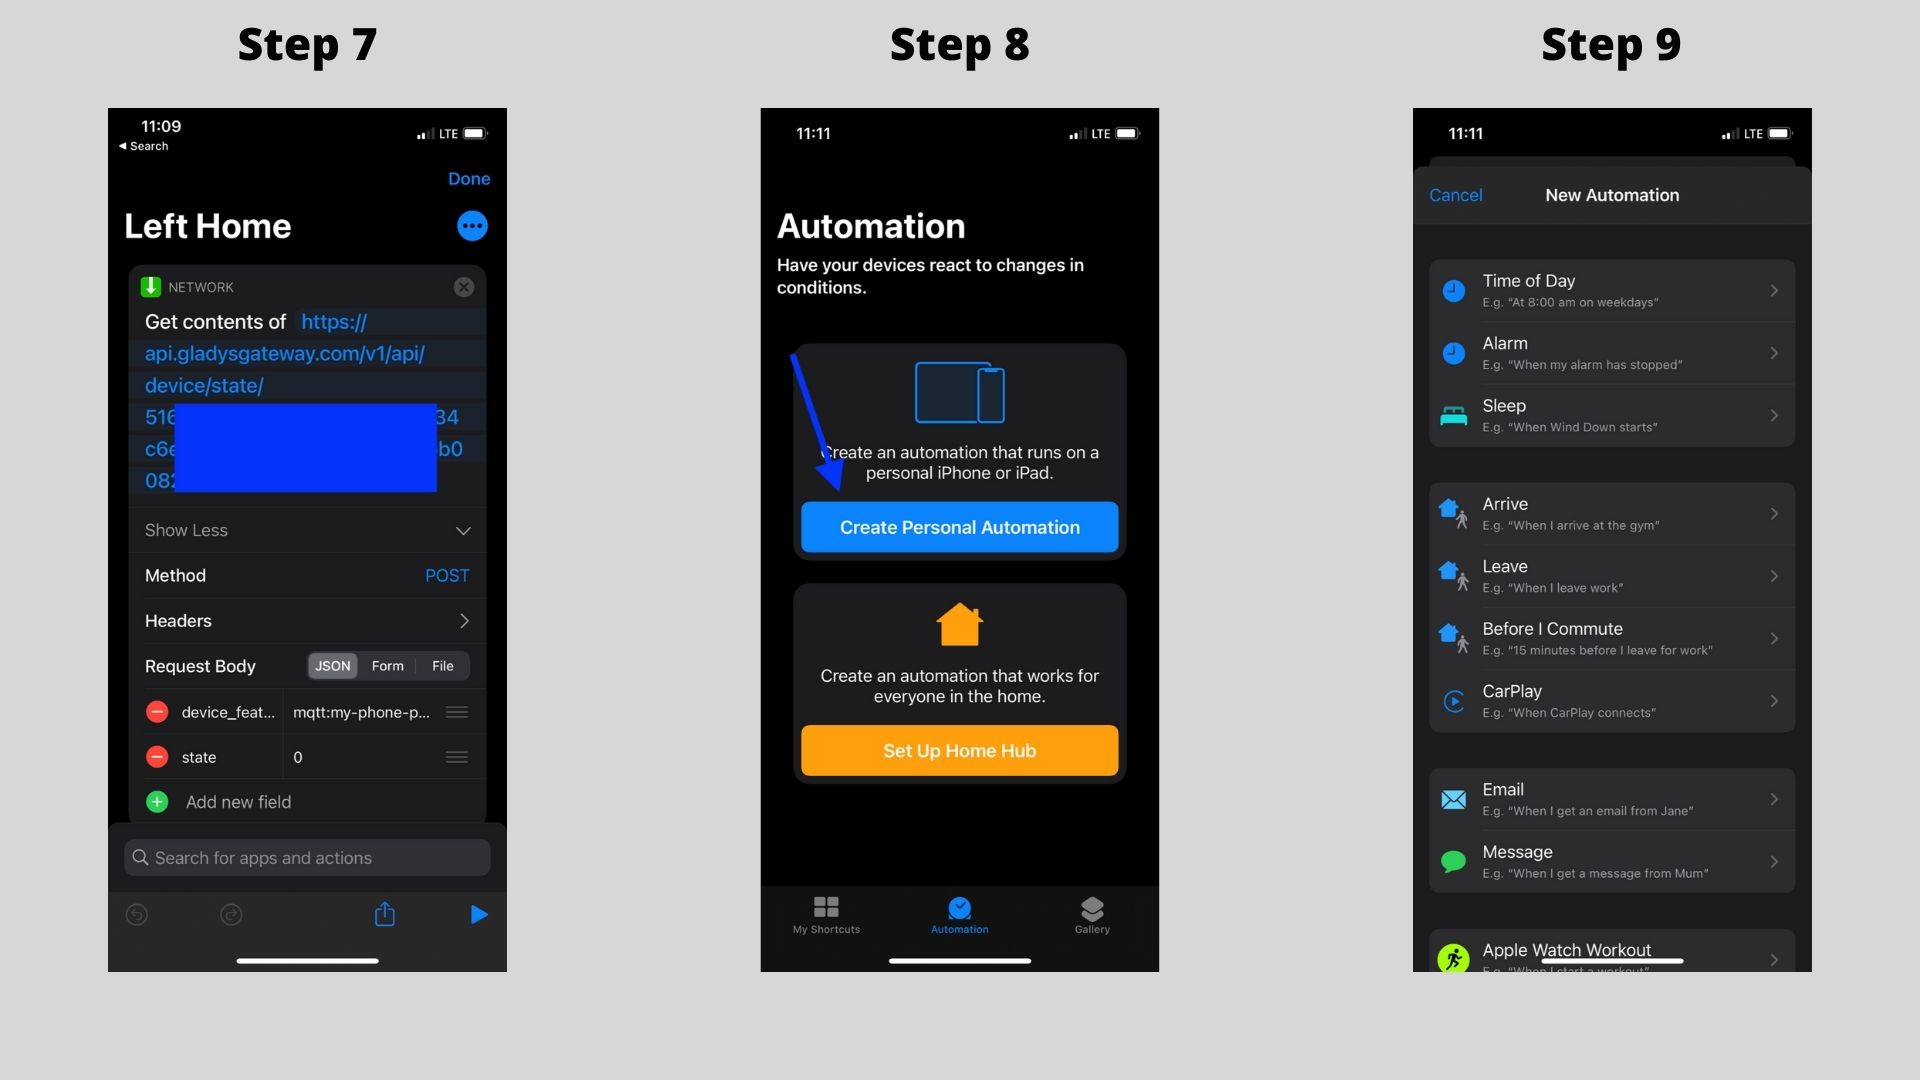 Step 7
11:09
LTE
Search
Done
Left Home
NETWORK
Get contents of https://
api.gladysgateway.com/v1/api/
device/state/
516 34
c6e b0
082
Show Less
Method POST
Headers
Request Body JSON Form File
device_feat... mqtt:my-phone-p...
state 0
Add new field
Search for apps and actions
Step 8
11:11
LTE
Automation
Have your devices react to changes in
conditions.
Create an automation that runs on a
personal iPhone or iPad.
Create Personal Automation
Create an automation that works for
everyone in the home.
Set Up Home Hub
My Shortcuts Automation Gallery
Step 9
11:11
LTE
Cancel New Automation
Time of Day
E.g. “At 8:00 am on weekdays”
Alarm
E.g. “When my alarm has stopped”
Sleep
E.g. “When Wind Down starts”
Arrive
E.g. “When I arrive at the gym”
Leave
E.g. “When I leave work”
Before I Commute
E.g. “15 minutes before I leave for work”
CarPlay
E.g. “When CarPlay connects”
Email
E.g. “When I get an email from Jane”
Message
E.g. “When I get a message from Mum”
Apple Watch Workout
E.g. “When I start a workout”